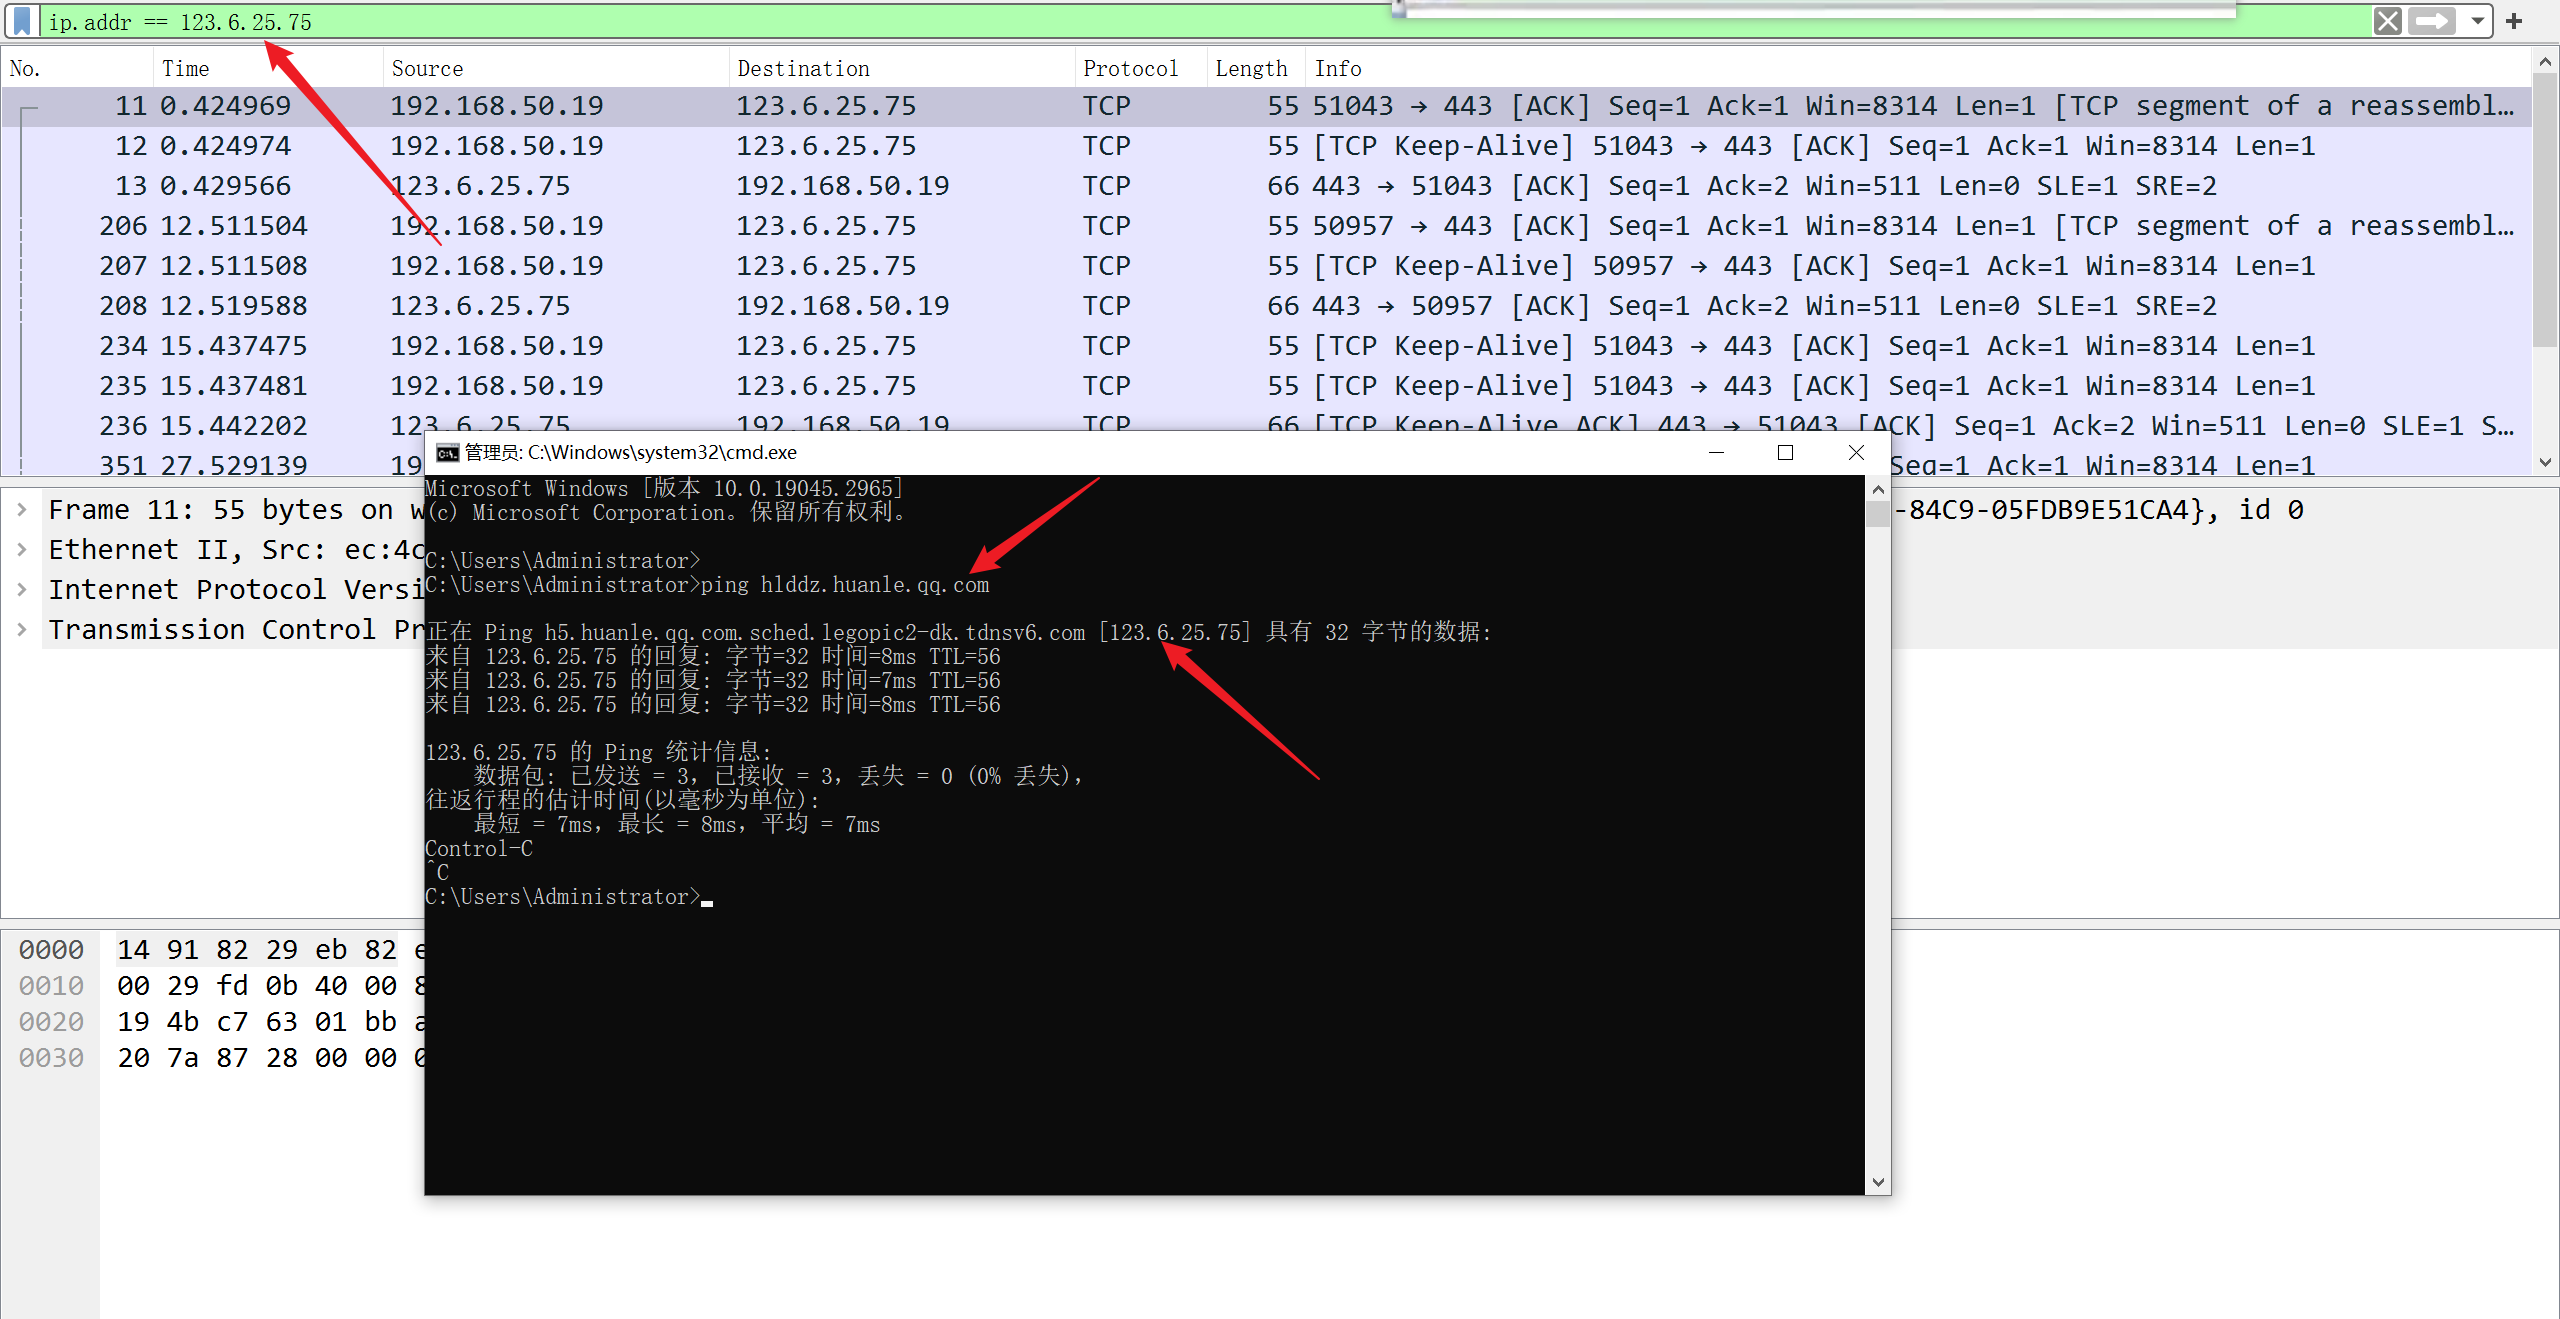 ip.addr == 123.6.25.75
No. Time Source Destination Protocol Length Info
11 0.424969 192.168.50.19 123.6.25.75 TCP 55 51043 → 443 [ACK] Seq=1 Ack=1 Win=8314 Len=1 [TCP segment of a reassembl…
12 0.424974 192.168.50.19 123.6.25.75 TCP 55 [TCP Keep-Alive] 51043 → 443 [ACK] Seq=1 Ack=1 Win=8314 Len=1
13 0.429566 123.6.25.75 192.168.50.19 TCP 66 443 → 51043 [ACK] Seq=1 Ack=2 Win=511 Len=0 SLE=1 SRE=2
206 12.511504 192.168.50.19 123.6.25.75 TCP 55 50957 → 443 [ACK] Seq=1 Ack=1 Win=8314 Len=1 [TCP segment of a reassembl…
207 12.511508 192.168.50.19 123.6.25.75 TCP 55 [TCP Keep-Alive] 50957 → 443 [ACK] Seq=1 Ack=1 Win=8314 Len=1
208 12.519588 123.6.25.75 192.168.50.19 TCP 66 443 → 50957 [ACK] Seq=1 Ack=2 Win=511 Len=0 SLE=1 SRE=2
234 15.437475 192.168.50.19 123.6.25.75 TCP 55 [TCP Keep-Alive] 51043 → 443 [ACK] Seq=1 Ack=1 Win=8314 Len=1
235 15.437481 192.168.50.19 123.6.25.75 TCP 55 [TCP Keep-Alive] 51043 → 443 [ACK] Seq=1 Ack=1 Win=8314 Len=1
236 15.442202 123.6.25.75 192.168.50.19 TCP 66 [TCP Keep-Alive ACK] 443 → 51043 [ACK] Seq=1 Ack=2 Win=511 Len=0 SLE=1 S…
351 27.529139 19 Seq=1 Ack=1 Win=8314 Len=1
Frame 11: 55 bytes on w -84C9-05FDB9E51CA4}, id 0
Ethernet II, Src: ec:4c
Internet Protocol Versi
Transmission Control Pr
0000 14 91 82 29 eb 82 e
0010 00 29 fd 0b 40 00 8
0020 19 4b c7 63 01 bb a
0030 20 7a 87 28 00 00 0
管理员: C:\Windows\system32\cmd.exe
Microsoft Windows [版本 10.0.19045.2965]
(c) Microsoft Corporation。保留所有权利。
C:\Users\Administrator>
C:\Users\Administrator>ping hlddz.huanle.qq.com
正在 Ping h5.huanle.qq.com.sched.legopic2-dk.tdnsv6.com [123.6.25.75] 具有 32 字节的数据:
来自 123.6.25.75 的回复: 字节=32 时间=8ms TTL=56
来自 123.6.25.75 的回复: 字节=32 时间=7ms TTL=56
来自 123.6.25.75 的回复: 字节=32 时间=8ms TTL=56
123.6.25.75 的 Ping 统计信息:
数据包: 已发送 = 3，已接收 = 3，丢失 = 0 (0% 丢失)，
往返行程的估计时间(以毫秒为单位):
最短 = 7ms，最长 = 8ms，平均 = 7ms
Control-C
^C
C:\Users\Administrator>